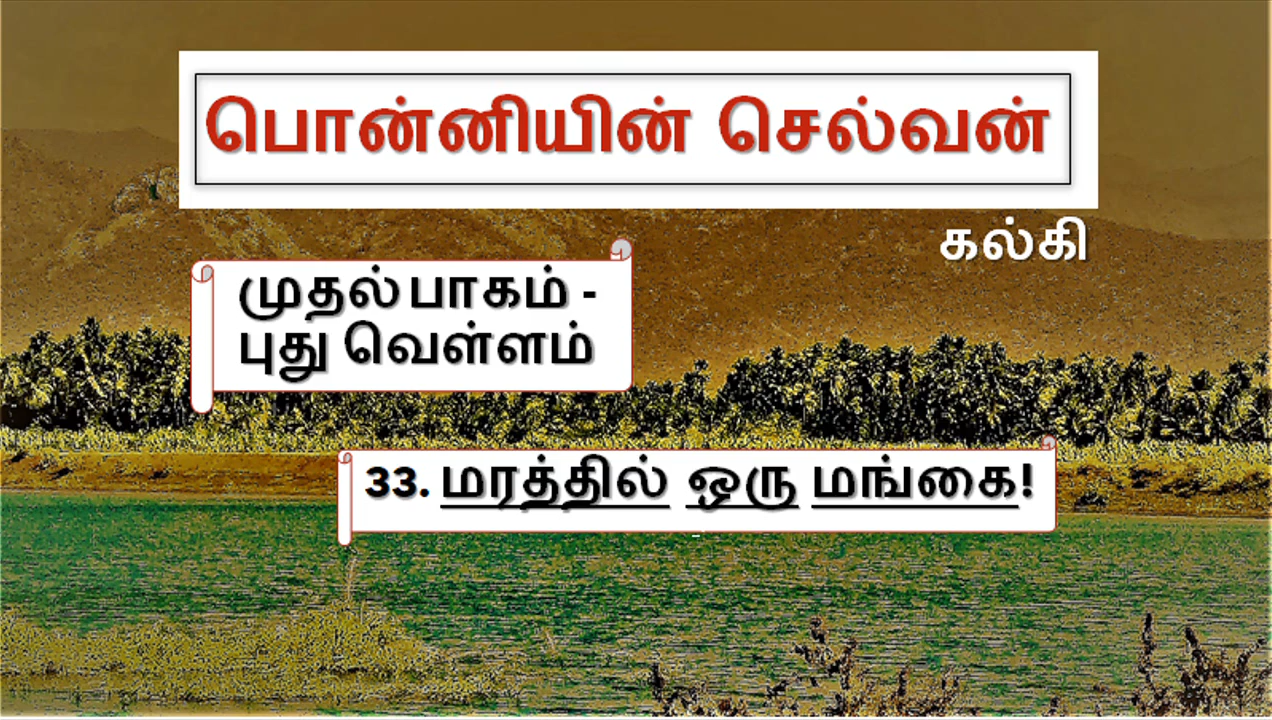 பொன்னியின் செல்வன்
கல்கி
முதல் பாகம் -
புது வெள்ளம்
33. மரத்தில் ஒரு மங்கை!